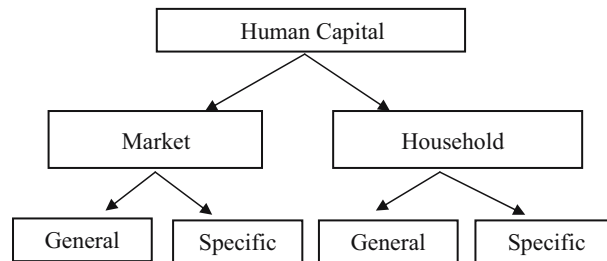 Human Capital
Market
Household
General
Specific
General
Specific